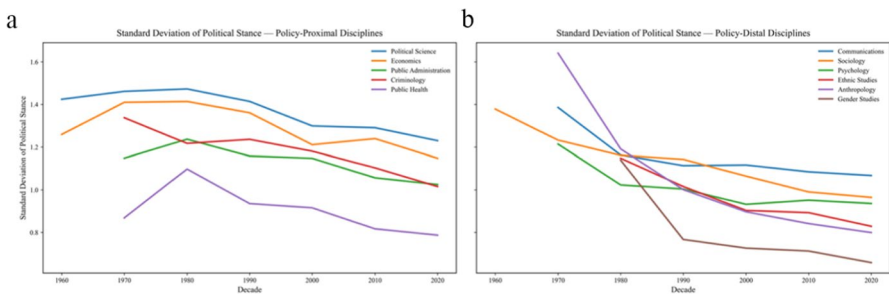 a
Standard Deviation of Political Stance — Policy-Proximal Disciplines
Standard Deviation of Political Stance
1.6
1.4
1.2
1.0
0.8
Political Science
Economics
Public Administration
Criminology
Public Health
1960
1970
1980
1990
2000
2010
2020
Decade
b
Standard Deviation of Political Stance — Policy-Distal Disciplines
Communications
Sociology
Psychology
Ethnic Studies
Anthropology
Gender Studies
1960
1970
1980
1990
2000
2010
2020
Decade